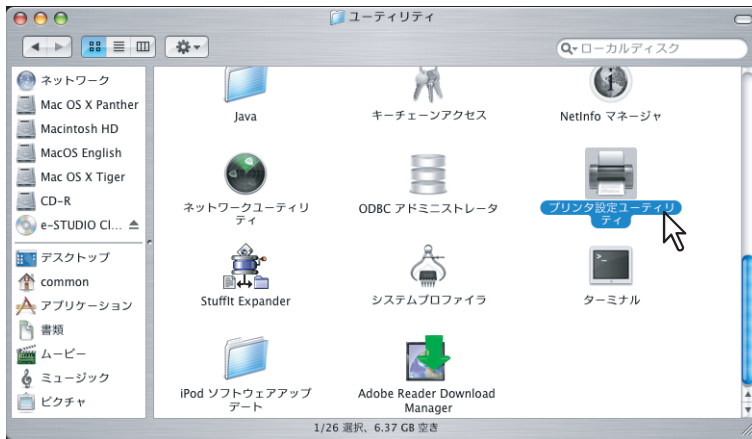 ユーティリティ
ローカルディスク
ネットワーク
Mac OS X Panther
Macintosh HD
MacOS English
Mac OS X Tiger
CD-R
e-STUDIO Cl...
デスクトップ
common
アプリケーション
書類
ムービー
ミュージック
ピクチャ
Java
キーチェーンアクセス
NetInfo マネージャ
ネットワークユーティリ
ティ
ODBC アドミニストレータ
プリンタ設定ユーティリ
ティ
StuffIt Expander
システムプロファイラ
ターミナル
iPod ソフトウェアアップ
デート
Adobe Reader Download
Manager
1/26 選択、6.37 GB 空き